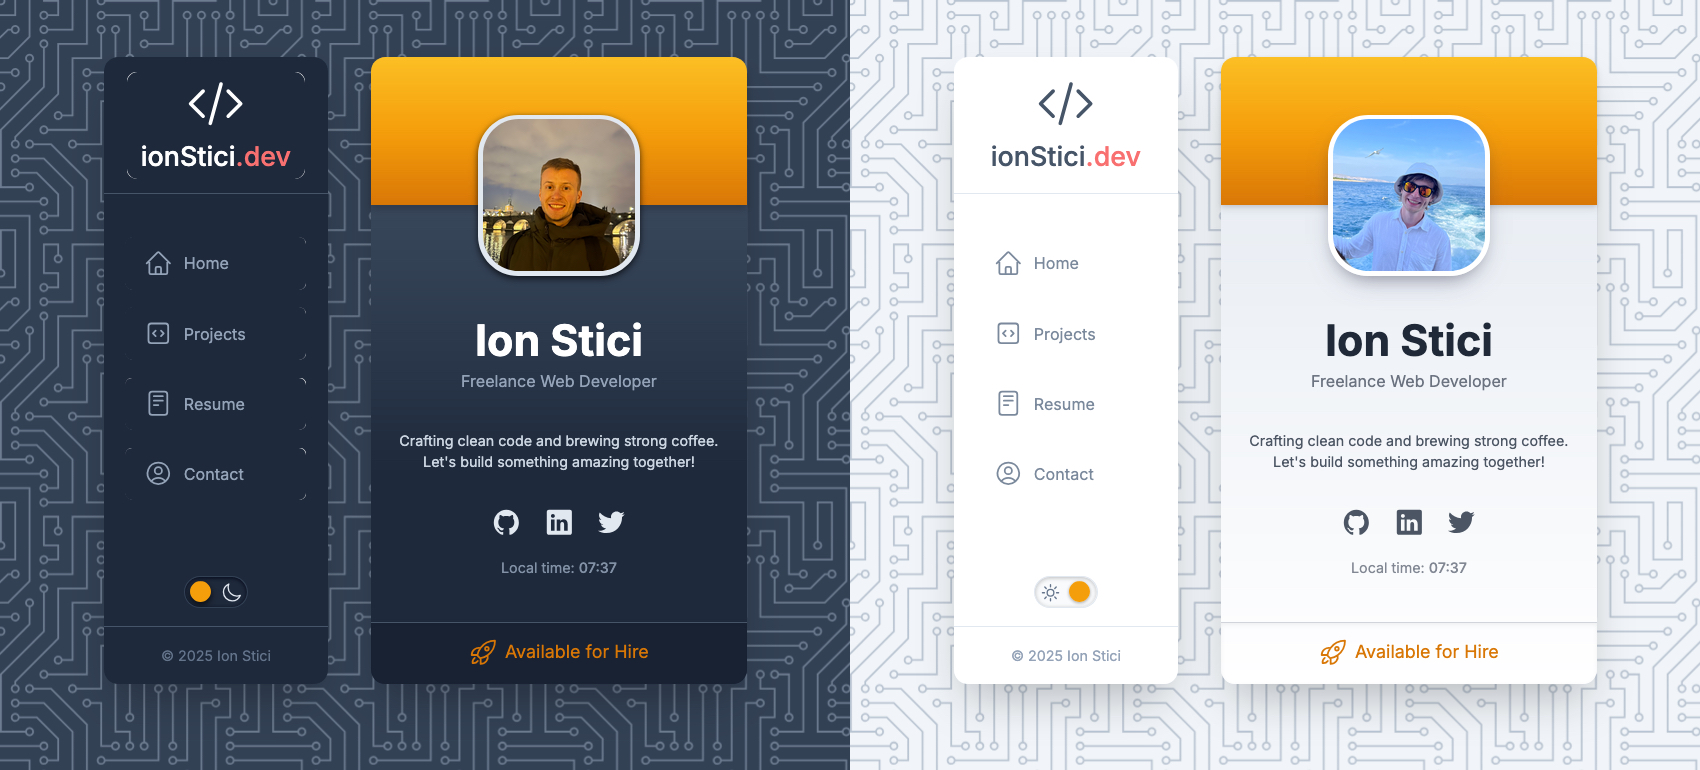 ionStici.dev
Home
Projects
Resume
Contact
© 2025 Ion Stici
Ion Stici
Freelance Web Developer
Crafting clean code and brewing strong coffee.
Let's build something amazing together!
Local time: 07:37
Available for Hire
ionStici.dev
Home
Projects
Resume
Contact
© 2025 Ion Stici
Ion Stici
Freelance Web Developer
Crafting clean code and brewing strong coffee.
Let's build something amazing together!
Local time: 07:37
Available for Hire